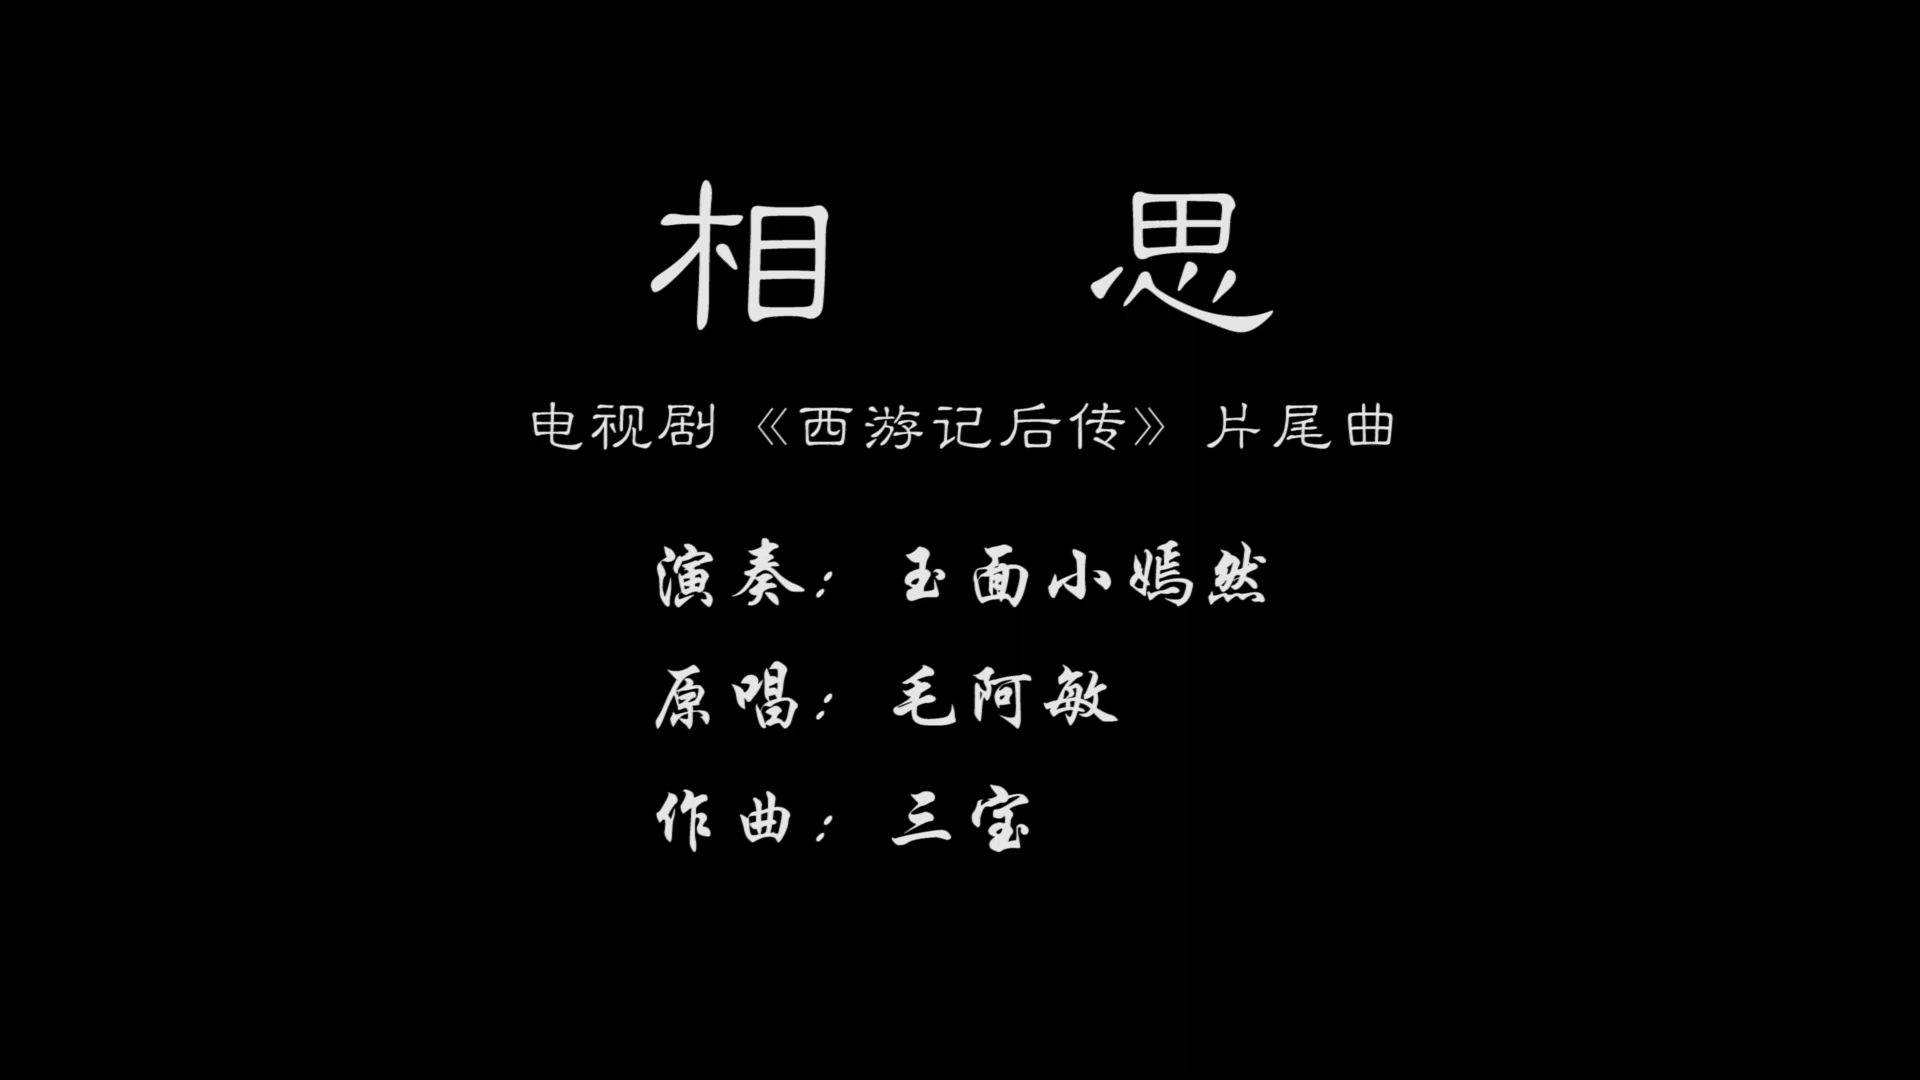 相 思
电视剧《西游记后传》片尾曲
演奏：玉面小嫣然
原唱：毛阿敏
作曲：三宝